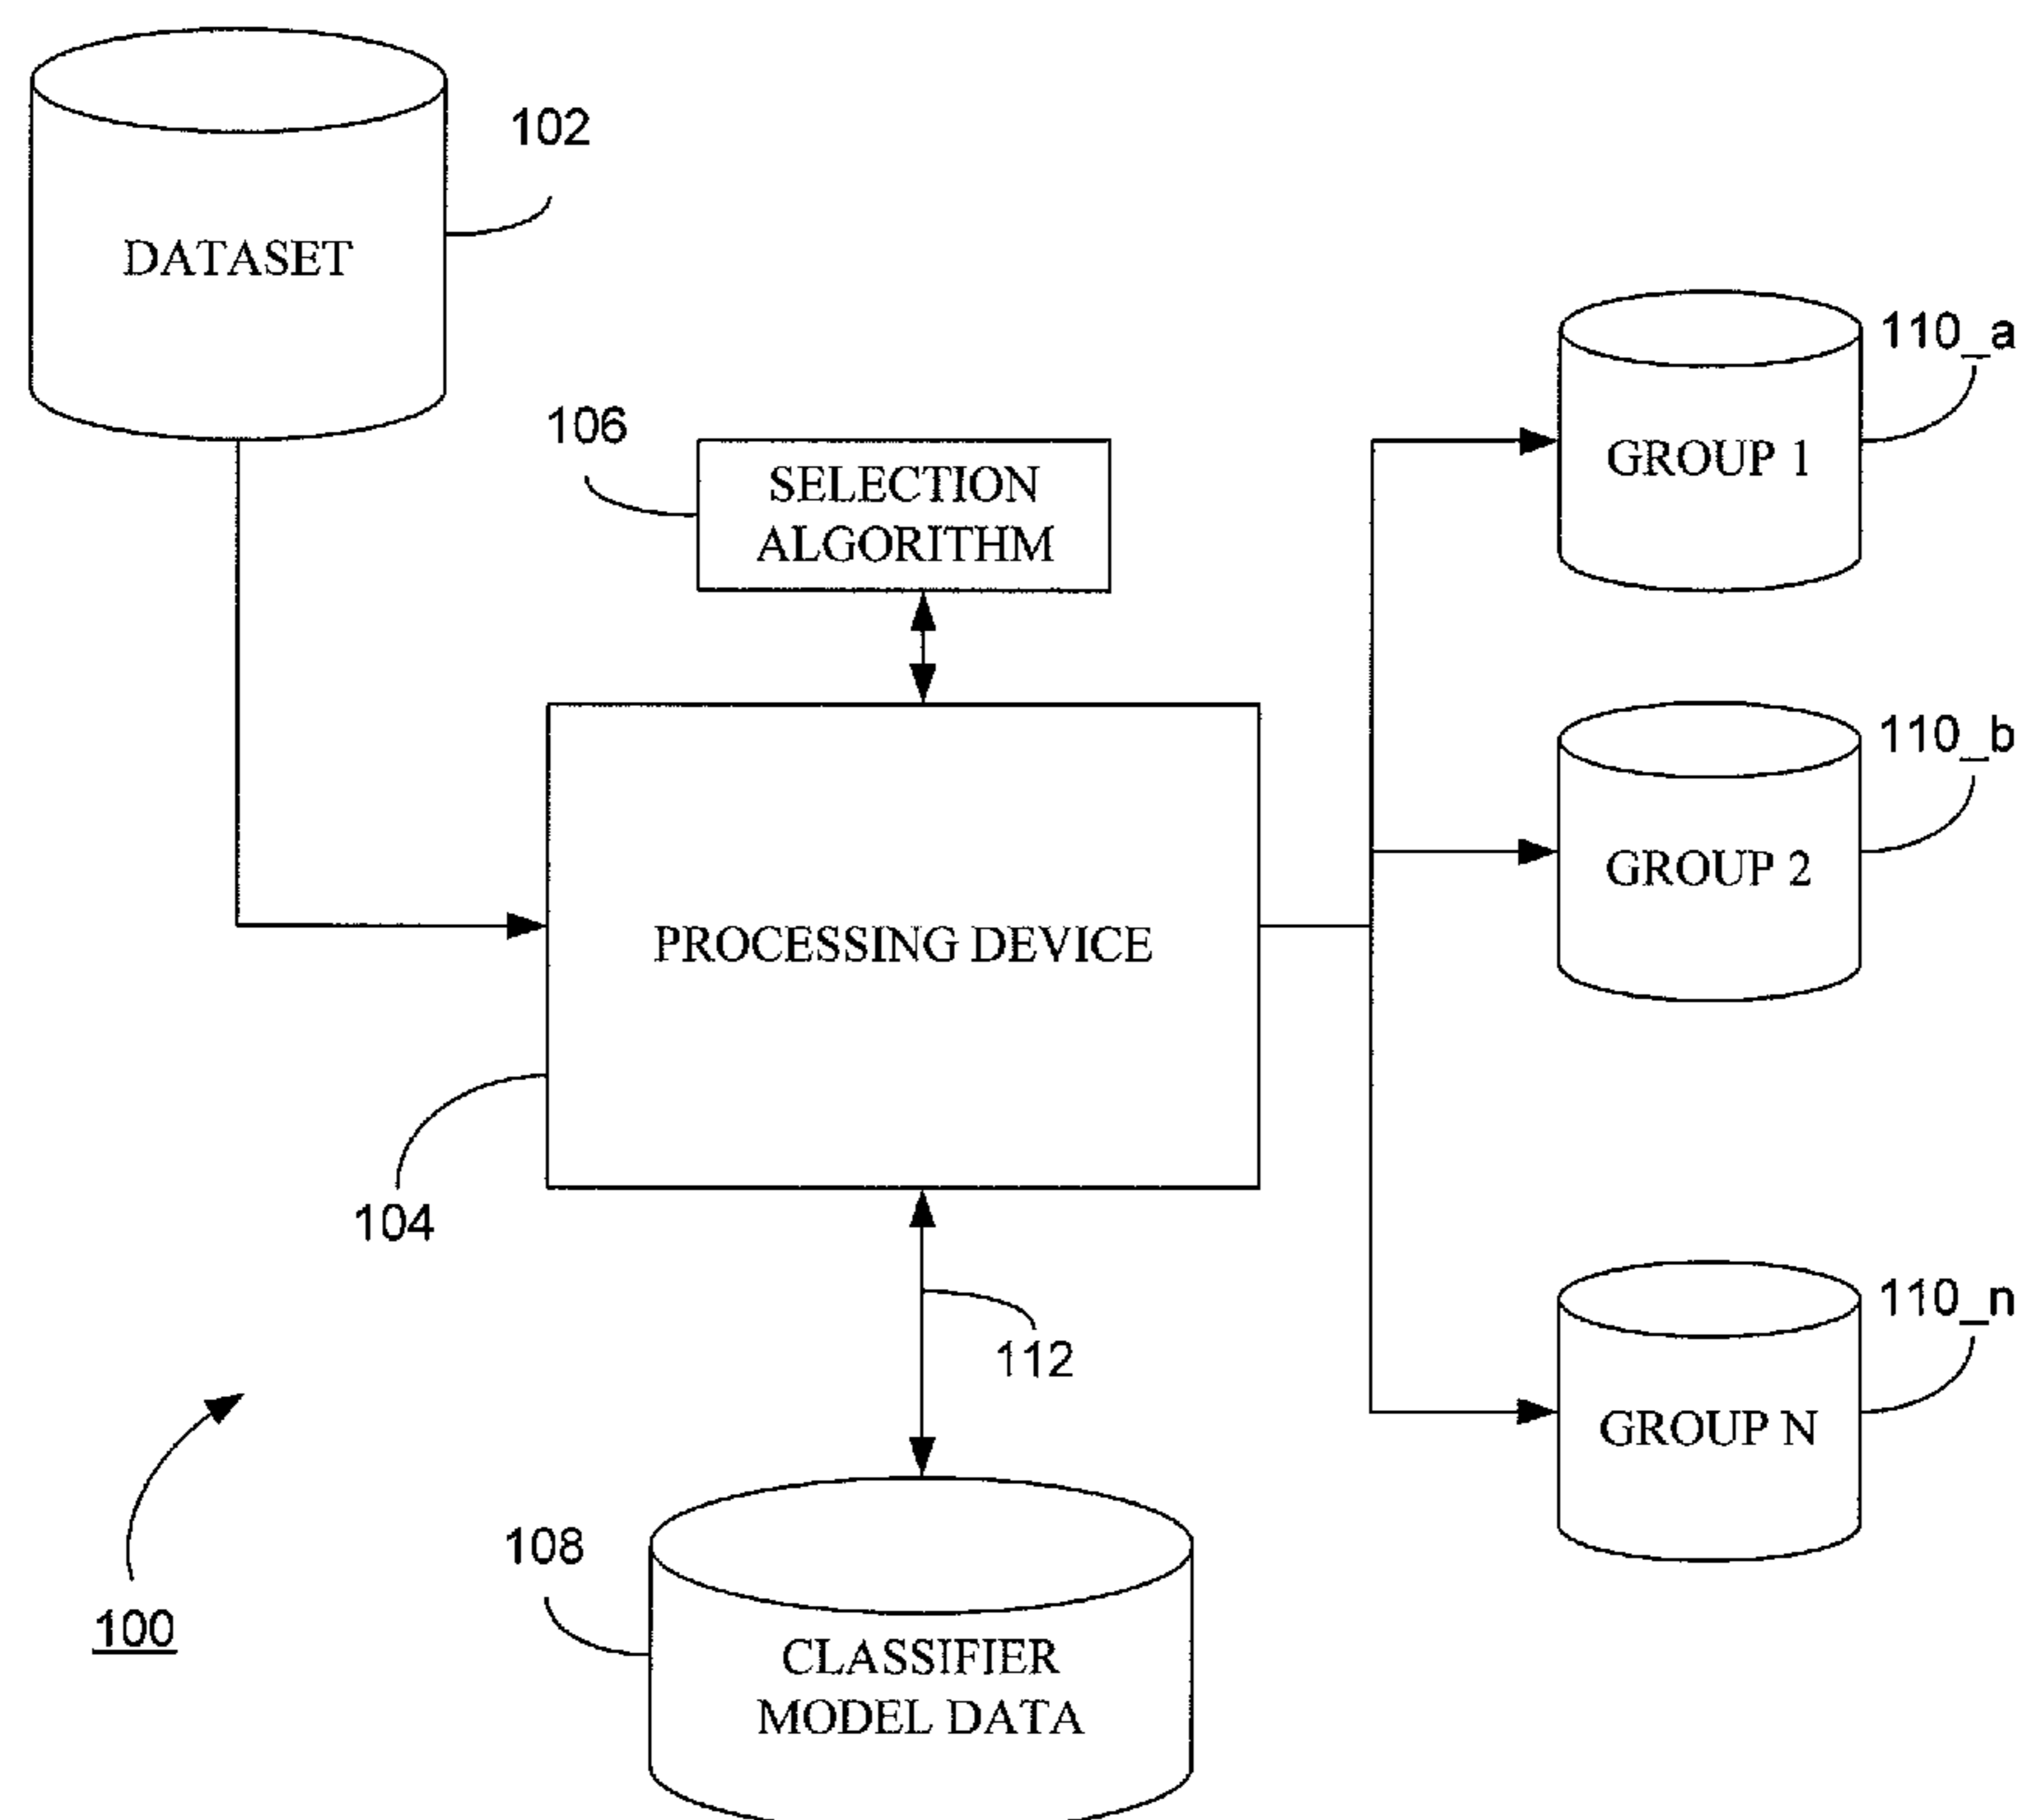 102
DATASET
110_a
106
SELECTION
ALGORITHM
GROUP 1
110_b
GROUP 2
PROCESSING DEVICE
104
110_n
112
GROUP N
108
100
CLASSIFIER
MODEL DATA